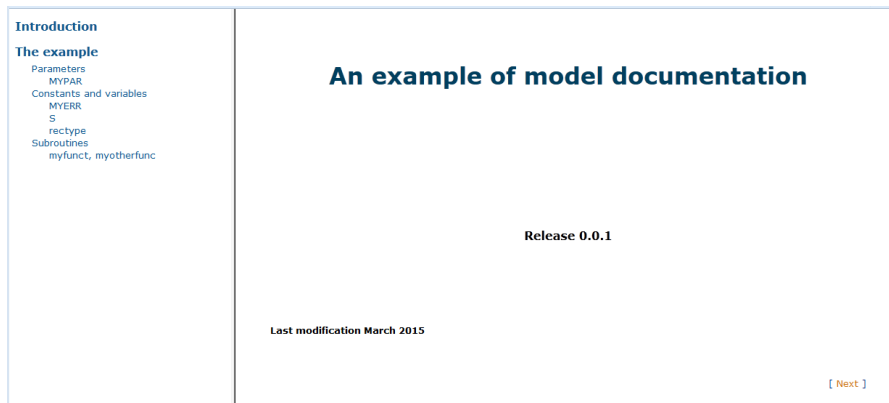 Introduction
The example
Parameters
MYPAR
Constants and variables
MYERR
S
rectype
Subroutines
myfunct, myotherfunc
An example of model documentation
Release 0.0.1
Last modification March 2015
[ Next ]